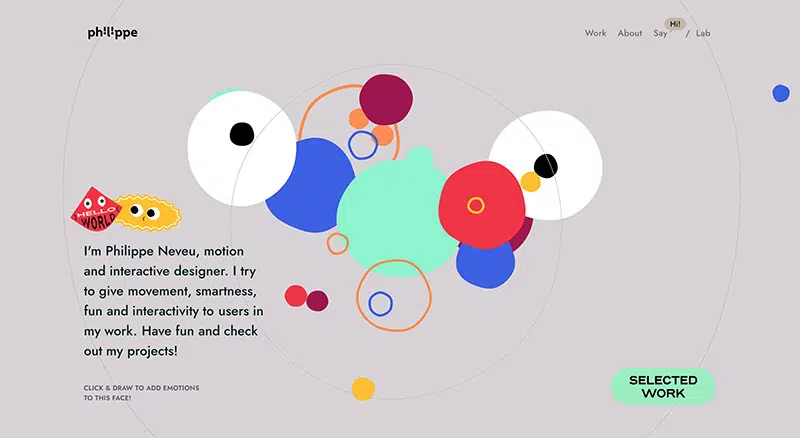 philippe
Work About Say Hi! / Lab
HELLO
WORLD
I'm Philippe Neveu, motion
and interactive designer. I try
to give movement, smartness,
fun and interactivity to users in
my work. Have fun and check
out my projects!
CLICK & DRAW TO ADD EMOTIONS
TO THIS FACE!
SELECTED
WORK